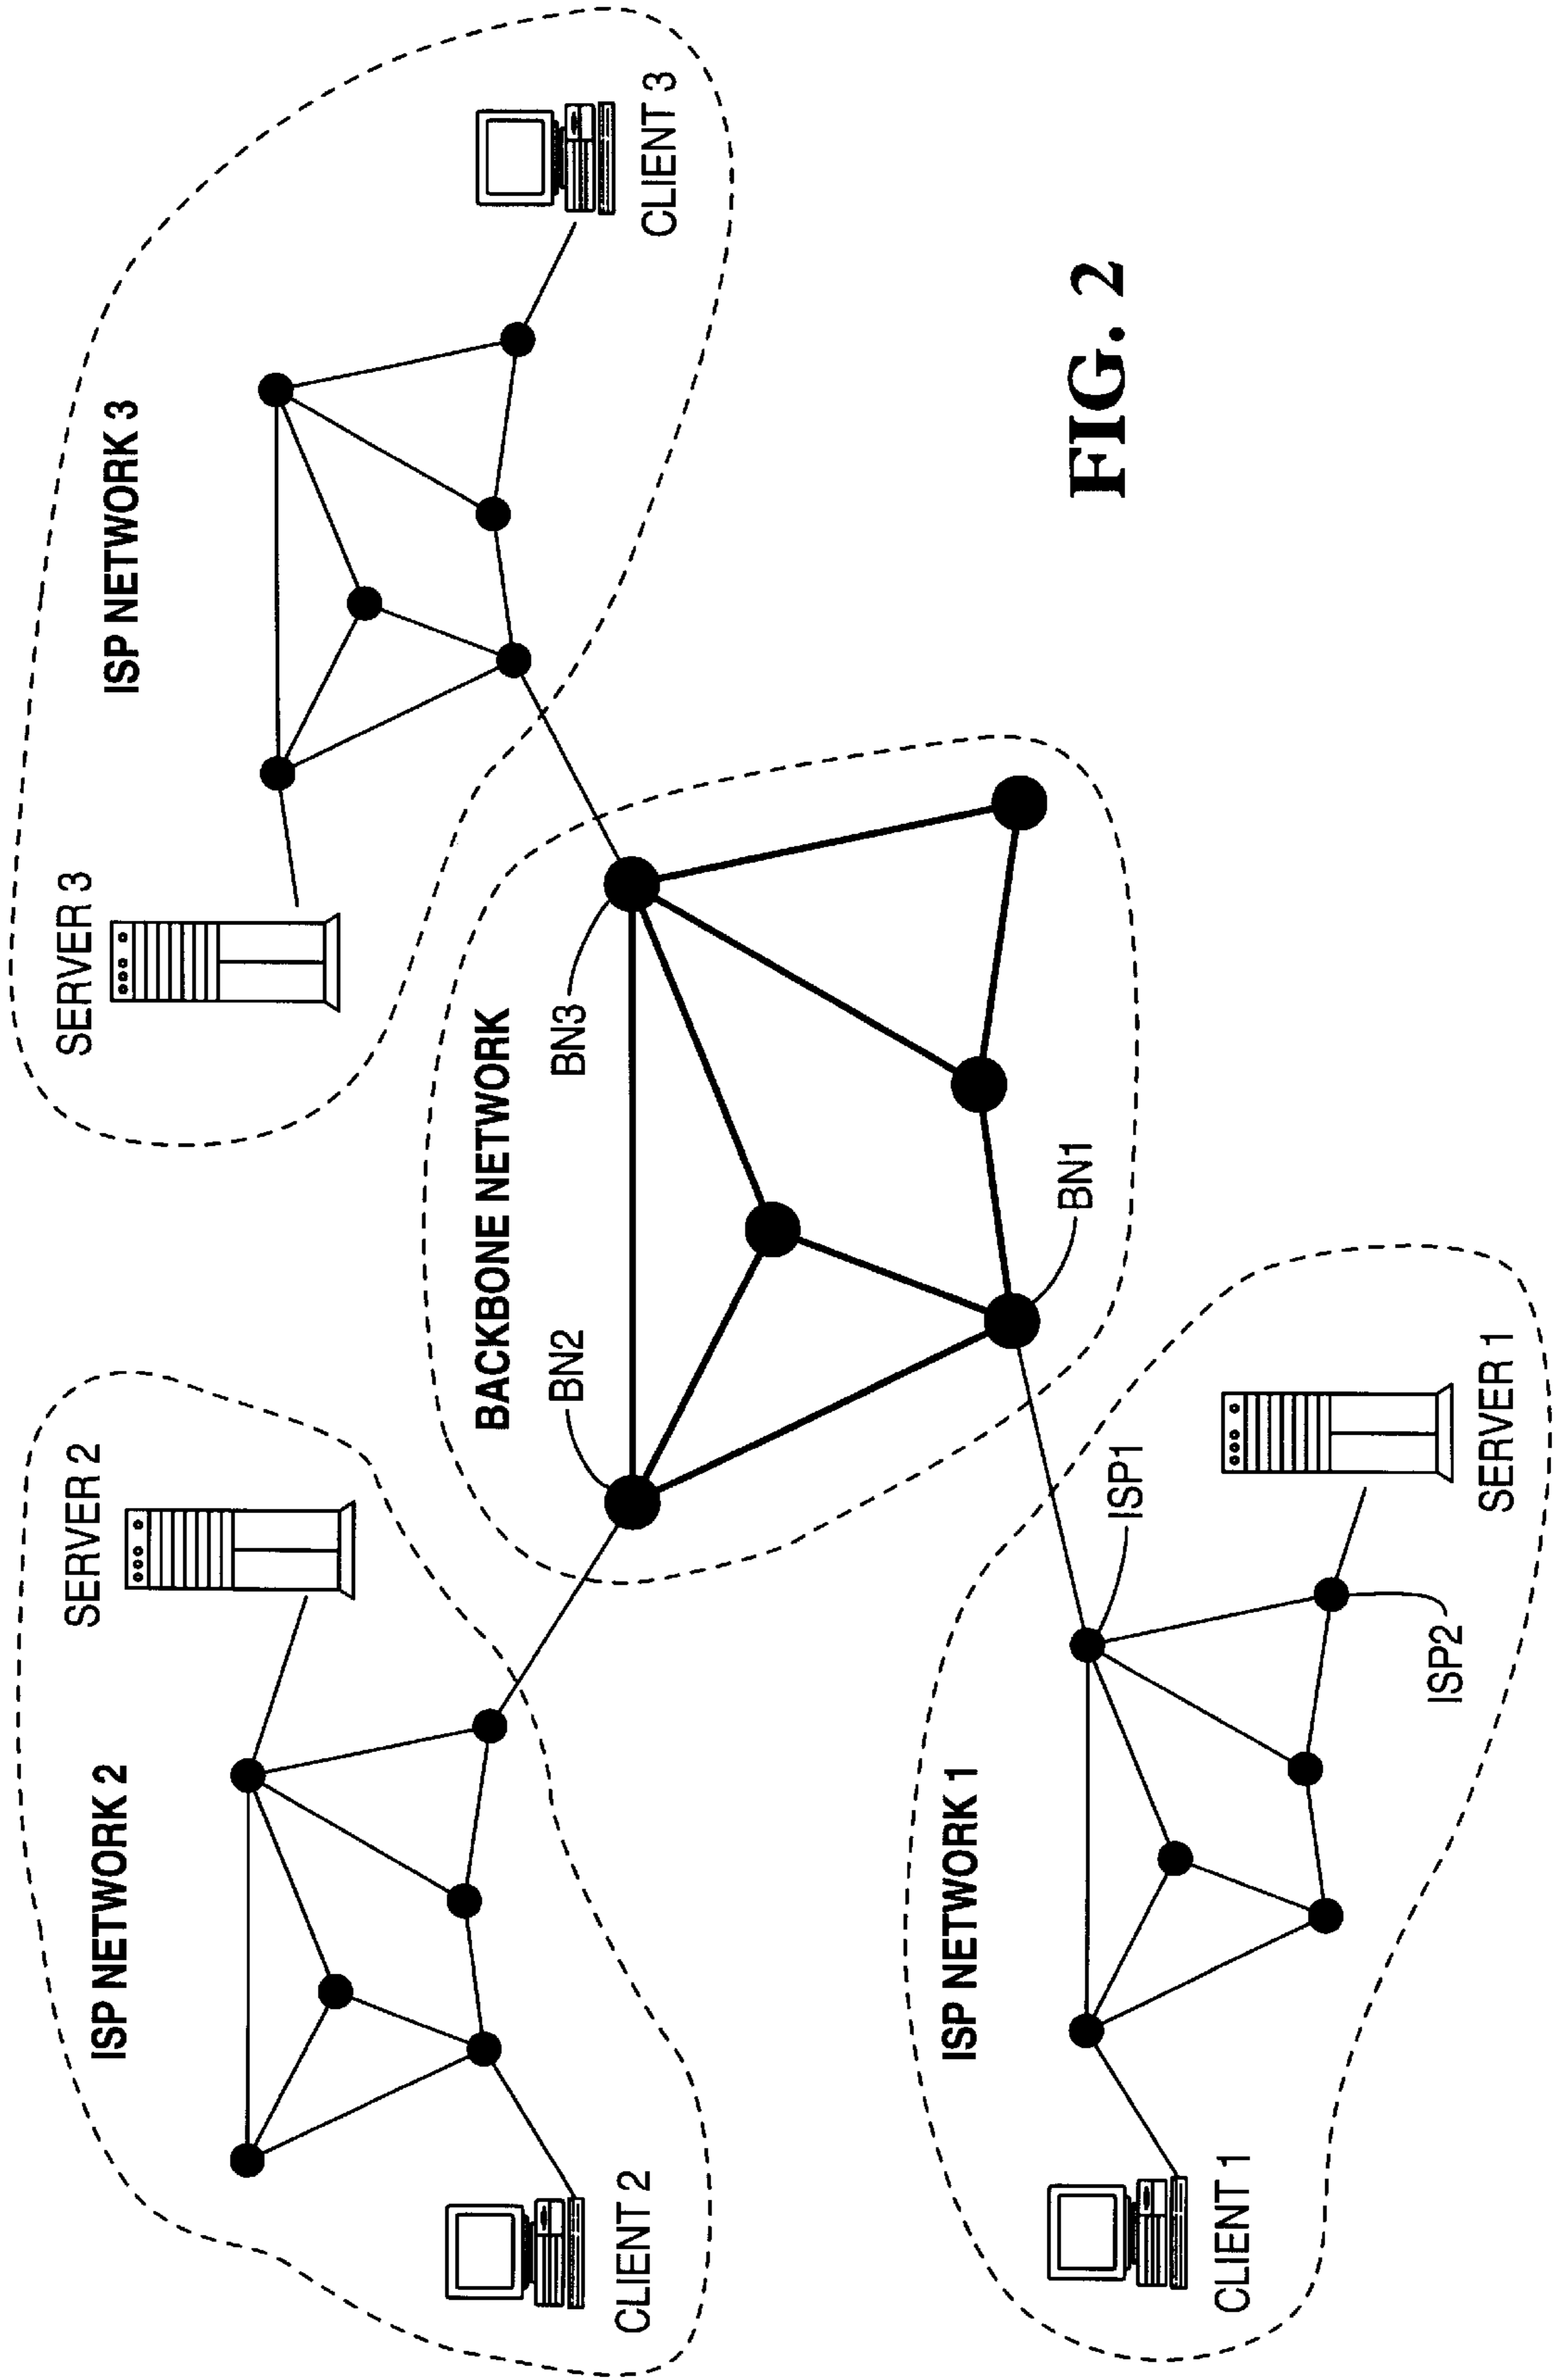 SERVER 2
ISP NETWORK 2
CLIENT 2
SERVER 3
ISP NETWORK 3
CLIENT 3
BACKBONE NETWORK
BN2
BN3
BN1
ISP NETWORK 1
ISP1
ISP2
CLIENT 1
SERVER 1
FIG. 2